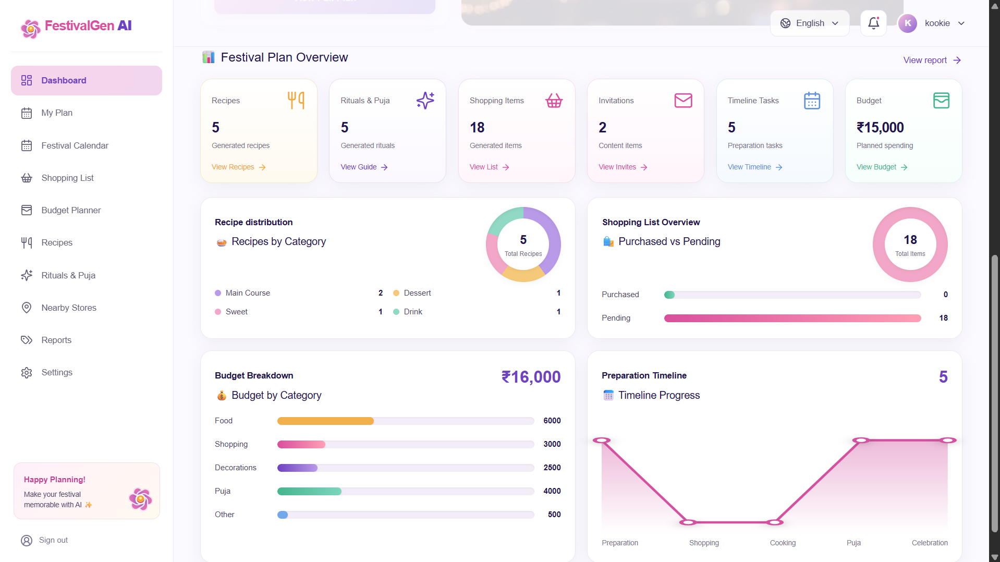 FestivalGen AI
English
K
kookie
Dashboard
My Plan
Festival Calendar
Shopping List
Budget Planner
Recipes
Rituals & Puja
Nearby Stores
Reports
Settings
Happy Planning!
Make your festival
memorable with AI ✨
Sign out
Festival Plan Overview
View report →
Recipes
5
Generated recipes
View Recipes →
Rituals & Puja
5
Generated rituals
View Guide →
Shopping Items
18
Generated items
View List →
Invitations
2
Content items
View Invites →
Timeline Tasks
5
Preparation tasks
View Timeline →
Budget
₹15,000
Planned spending
View Budget →
Recipe distribution
Recipes by Category
5
Total Recipes
Main Course 2
Dessert 1
Sweet 1
Drink 1
Shopping List Overview
Purchased vs Pending
18
Total Items
Purchased 0
Pending 18
Budget Breakdown
₹16,000
Budget by Category
Food 6000
Shopping 3000
Decorations 2500
Puja 4000
Other 500
Preparation Timeline
5
Timeline Progress
Preparation Shopping Cooking Puja Celebration